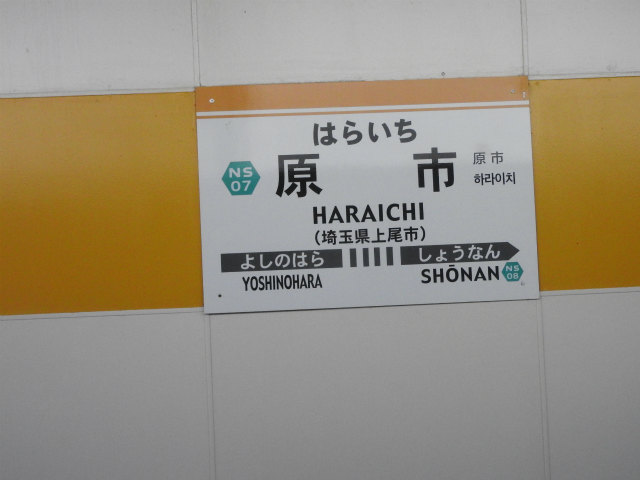 はらいち
NS
07
原 市
原市
하라이치
HARAICHI
(埼玉県上尾市)
よしのはら しょうなん
YOSHINOHARA SHŌNAN
NS
08